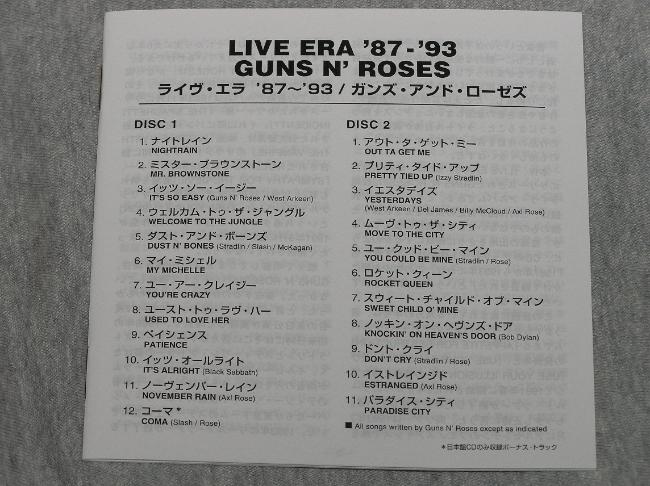 LIVE ERA '87-'93
GUNS N' ROSES
ライヴ・エラ '87〜'93 / ガンズ・アンド・ローゼズ
DISC 1
1. ナイトレイン
NIGHTRAIN
2. ミスター・ブラウンストーン
MR. BROWNSTONE
3. イッツ・ソー・イージー
IT'S SO EASY (Guns N' Roses / West Arkeen)
4. ウェルカム・トゥ・ザ・ジャングル
WELCOME TO THE JUNGLE
5. ダスト・アンド・ボーンズ
DUST N' BONES (Stradlin / Slash / McKagan)
6. マイ・ミシェル
MY MICHELLE
7. ユー・アー・クレイジー
YOU'RE CRAZY
8. ユースト・トゥ・ラヴ・ハー
USED TO LOVE HER
9. ペイシェンス
PATIENCE
10. イッツ・オールライト
IT'S ALRIGHT (Black Sabbath)
11. ノーヴェンバー・レイン
NOVEMBER RAIN (Axl Rose)
12. コーマ *
COMA (Slash / Rose)
DISC 2
1. アウト・タ・ゲット・ミー
OUT TA GET ME
2. プリティ・タイド・アップ
PRETTY TIED UP (Izzy Stradlin)
3. イエスタデイズ
YESTERDAYS
(West Arkeen / Del James / Billy McCloud / Axl Rose)
4. ムーヴ・トゥ・ザ・シティ
MOVE TO THE CITY
5. ユー・クッド・ビー・マイン
YOU COULD BE MINE (Stradlin / Rose)
6. ロケット・クィーン
ROCKET QUEEN
7. スウィート・チャイルド・オブ・マイン
SWEET CHILD O' MINE
8. ノッキン・オン・ヘヴンズ・ドア
KNOCKIN' ON HEAVEN'S DOOR (Bob Dylan)
9. ドント・クライ
DON'T CRY (Stradlin / Rose)
10. イストレインジド
ESTRANGED (Axl Rose)
11. パラダイス・シティ
PARADISE CITY
■ All songs written by Guns N' Roses except as indicated
*日本盤CDのみ収録ボーナス・トラック